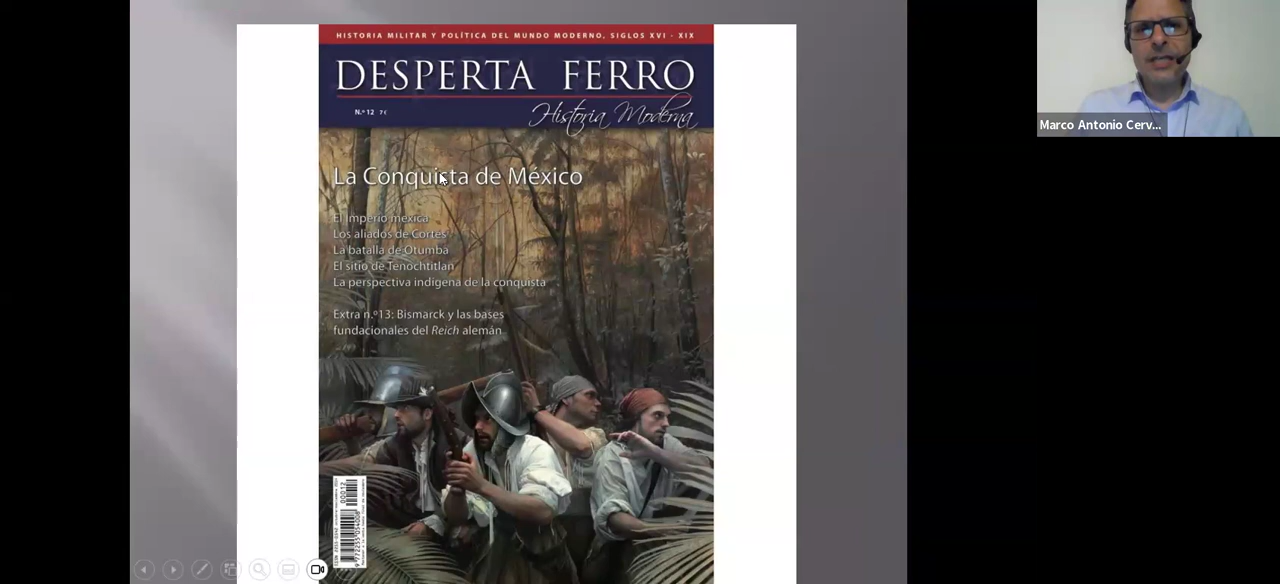 HISTORIA MILITAR Y POLÍTICA DEL MUNDO MODERNO, SIGLOS XVI - XIX
DESPERTA FERRO
N.º 12 7 €
Historia Moderna
La Conquista de México
El Imperio mexica
Los aliados de Cortés
La batalla de Otumba
El sitio de Tenochtitlan
La perspectiva indígena de la conquista
Extra n.º13: Bismarck y las bases
fundacionales del Reich alemán
00012
Marco Antonio Cerv...